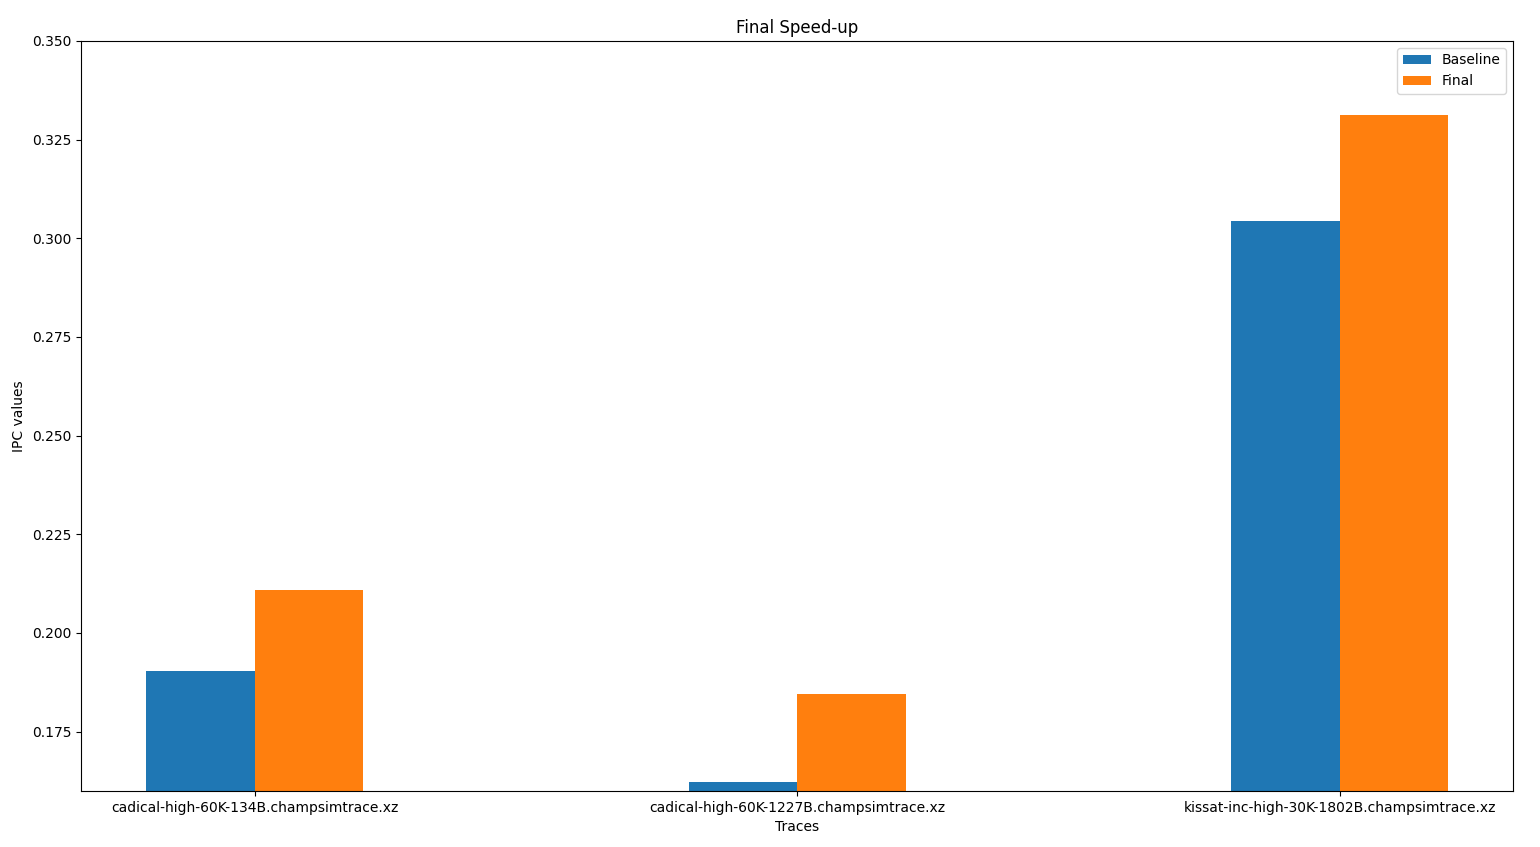 Final Speed-up
Baseline
Final
0.350
0.325
0.300
0.275
0.250
0.225
0.200
0.175
IPC values
cadical-high-60K-134B.champsimtrace.xz
cadical-high-60K-1227B.champsimtrace.xz
kissat-inc-high-30K-1802B.champsimtrace.xz
Traces